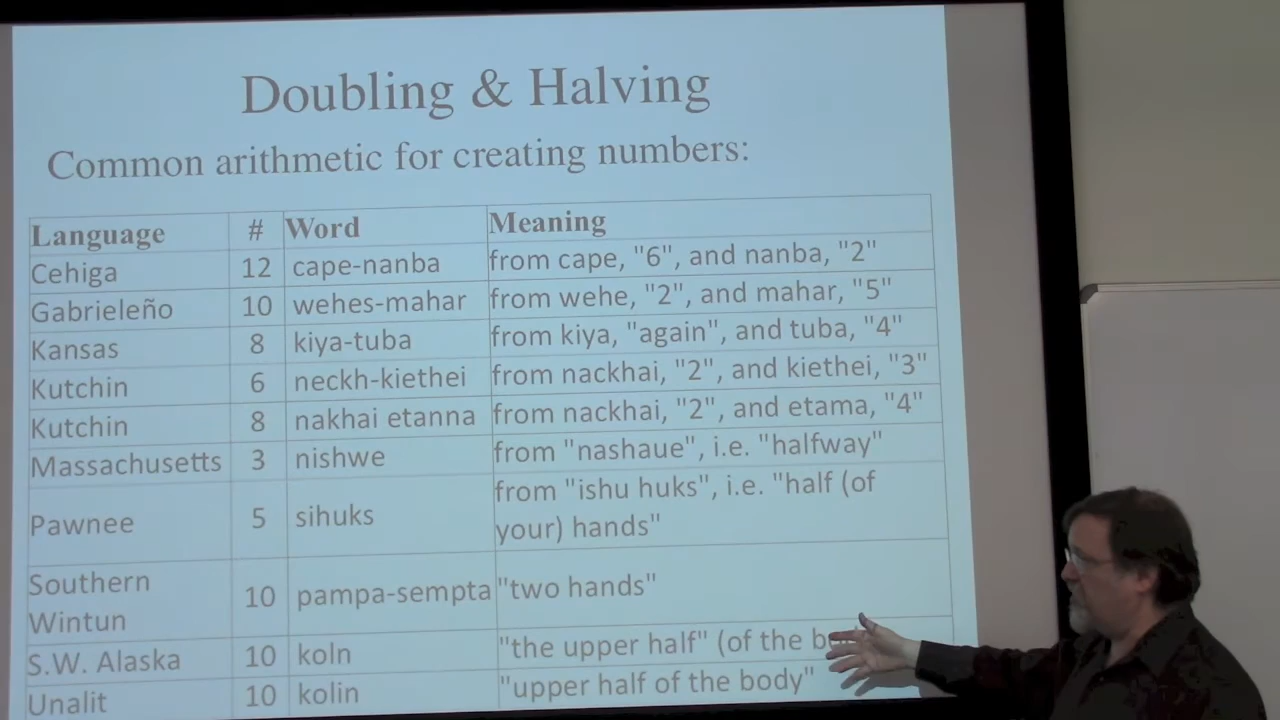 Doubling & Halving
Common arithmetic for creating numbers:
Language # Word Meaning
Cehiga 12 cape-nanba from cape, "6", and nanba, "2"
Gabrieleño 10 wehes-mahar from wehe, "2", and mahar, "5"
Kansas 8 kiya-tuba from kiya, "again", and tuba, "4"
Kutchin 6 neckh-kiethei from nackhai, "2", and kiethei, "3"
Kutchin 8 nakhai etanna from nackhai, "2", and etama, "4"
Massachusetts 3 nishwe from "nashaue", i.e. "halfway"
Pawnee 5 sihuks from "ishu huks", i.e. "half (of
your) hands"
Southern
Wintun 10 pampa-sempta "two hands"
S.W. Alaska 10 koln "the upper half" (of the
Unalit 10 kolin "upper half of the body"